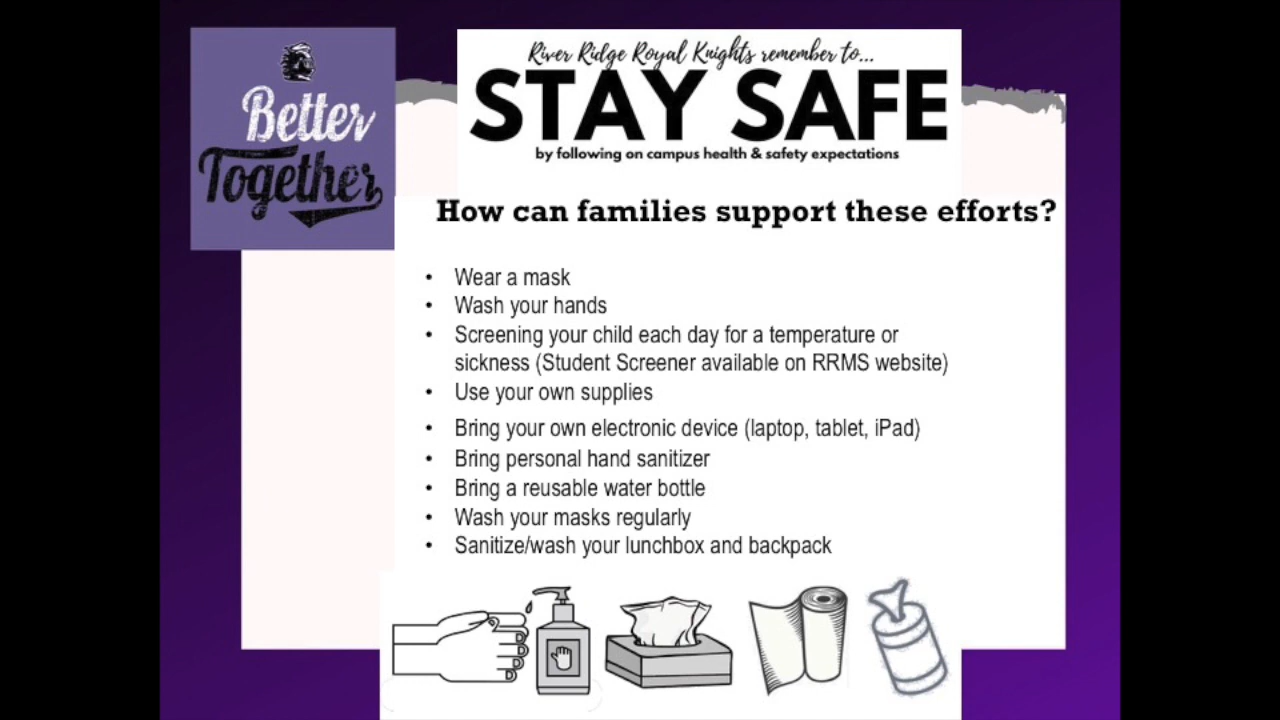 Better
Together
River Ridge Royal Knights remember to...
STAY SAFE
by following on campus health & safety expectations
How can families support these efforts?
• Wear a mask
• Wash your hands
• Screening your child each day for a temperature or
sickness (Student Screener available on RRMS website)
• Use your own supplies
• Bring your own electronic device (laptop, tablet, iPad)
• Bring personal hand sanitizer
• Bring a reusable water bottle
• Wash your masks regularly
• Sanitize/wash your lunchbox and backpack